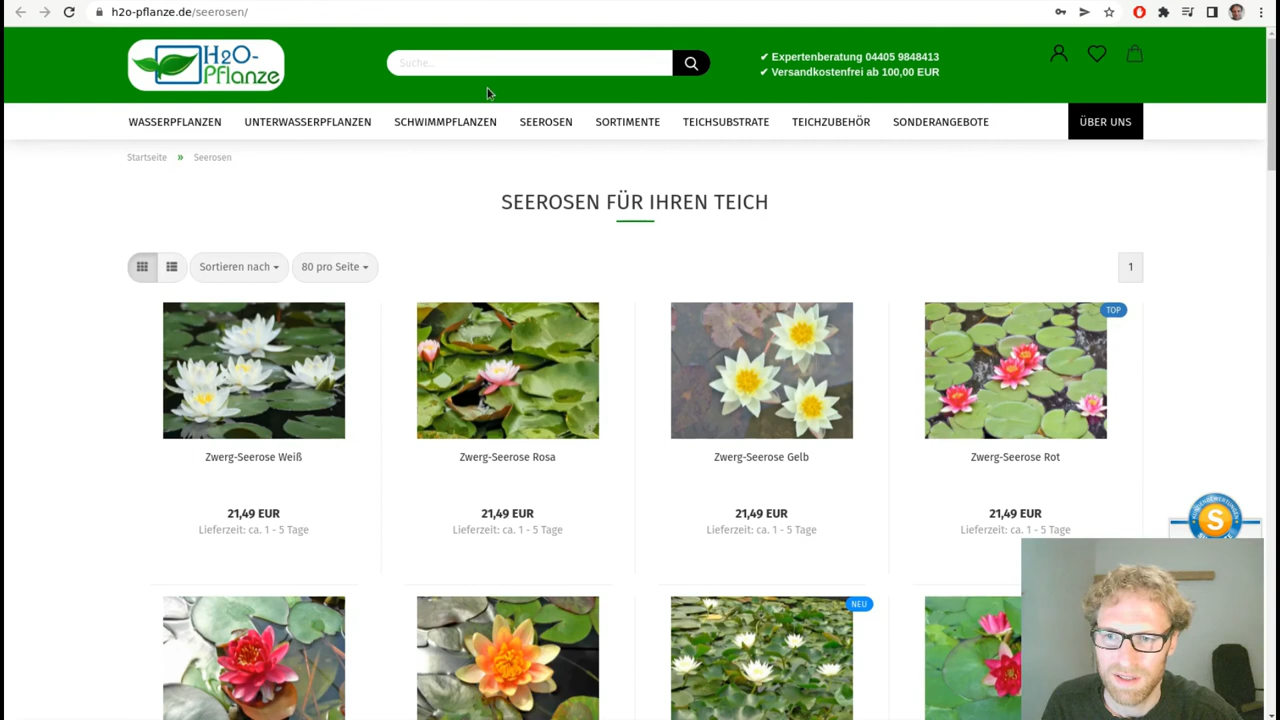 h2o-pflanze.de/seerosen/
H2O-
Pflanze
Suche...
✔ Expertenberatung 04405 9848413
✔ Versandkostenfrei ab 100,00 EUR
WASSERPFLANZEN UNTERWASSERPFLANZEN SCHWIMMPFLANZEN SEEROSEN SORTIMENTE TEICHSUBSTRATE TEICHZUBEHÖR SONDERANGEBOTE ÜBER UNS
Startseite » Seerosen
SEEROSEN FÜR IHREN TEICH
Sortieren nach 80 pro Seite 1
TOP
Zwerg-Seerose Weiß Zwerg-Seerose Rosa Zwerg-Seerose Gelb Zwerg-Seerose Rot
21,49 EUR 21,49 EUR 21,49 EUR 21,49 EUR
Lieferzeit: ca. 1 - 5 Tage Lieferzeit: ca. 1 - 5 Tage Lieferzeit: ca. 1 - 5 Tage Lieferzeit: ca. 1 - 5 Tage
S
NEU